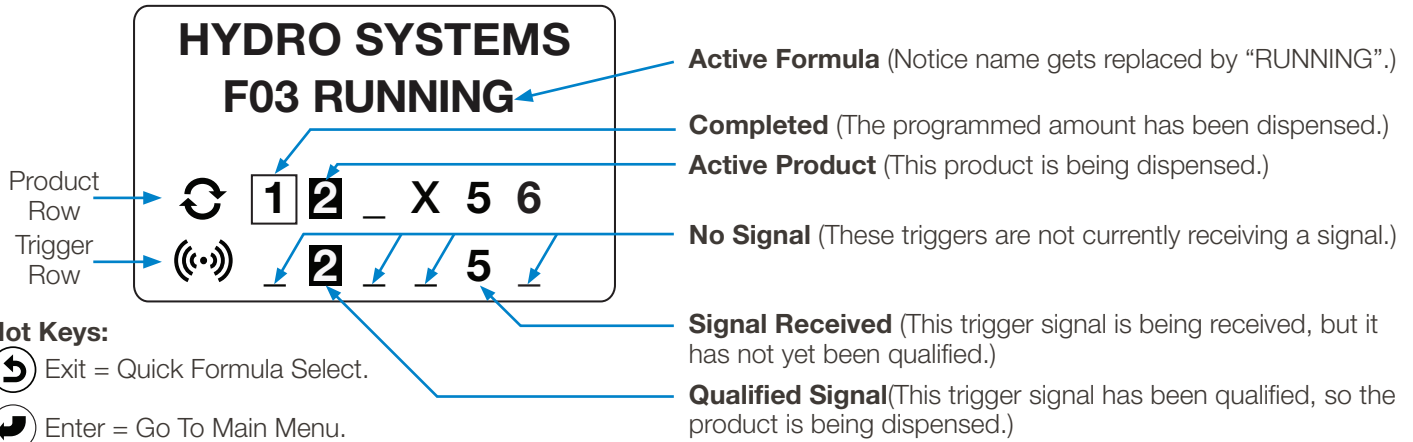 HYDRO SYSTEMS
F03 RUNNING
Active Formula (Notice name gets replaced by “RUNNING”.)
Completed (The programmed amount has been dispensed.)
Active Product (This product is being dispensed.)
Product
Row
1 2 _ X 5 6
No Signal (These triggers are not currently receiving a signal.)
Trigger
Row
_ 2 _ _ 5 _
Signal Received (This trigger signal is being received, but it
has not yet been qualified.)
Keys:
Exit = Quick Formula Select.
Qualified Signal(This trigger signal has been qualified, so the
product is being dispensed.)
Enter = Go To Main Menu.